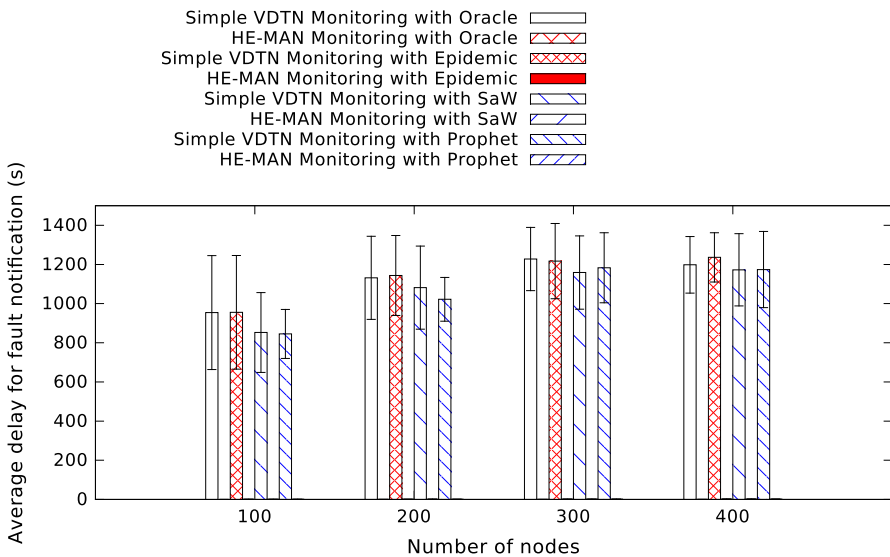 Simple VDTN Monitoring with Oracle
HE-MAN Monitoring with Oracle
Simple VDTN Monitoring with Epidemic
HE-MAN Monitoring with Epidemic
Simple VDTN Monitoring with SaW
HE-MAN Monitoring with SaW
Simple VDTN Monitoring with Prophet
HE-MAN Monitoring with Prophet
Average delay for fault notification (s)
1400
1200
1000
800
600
400
200
0
100 200 300 400
Number of nodes